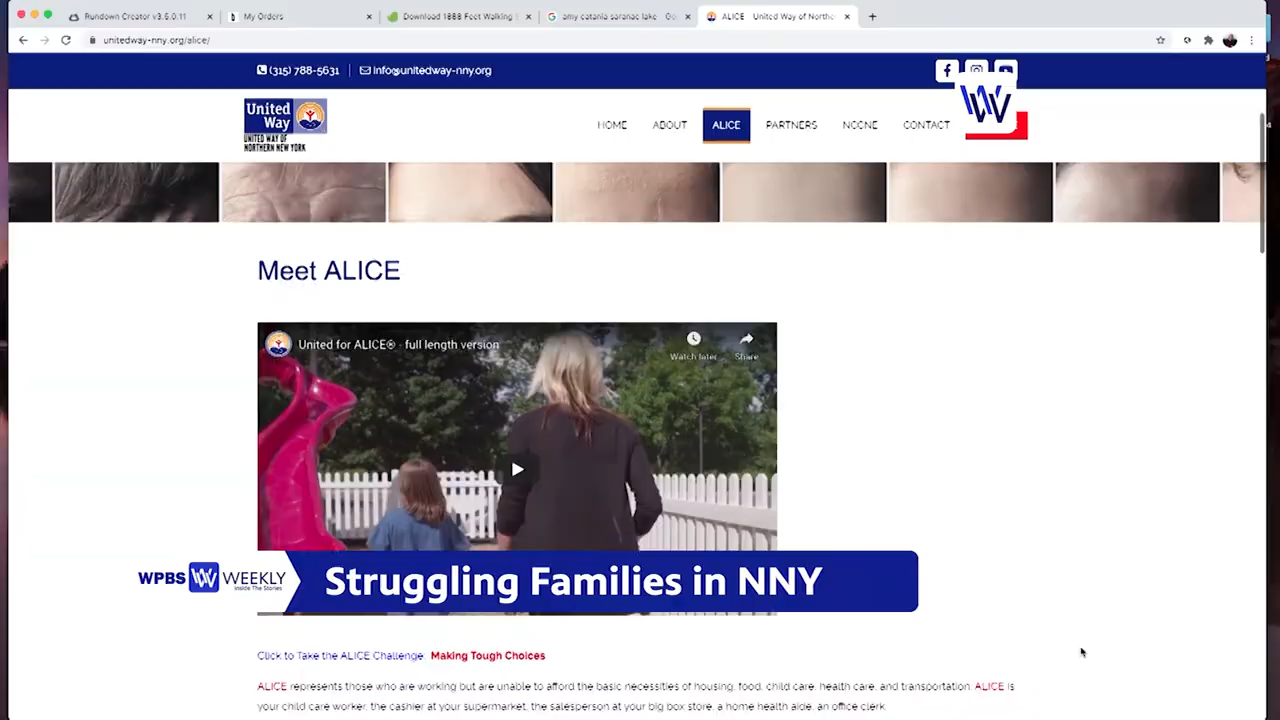 Rundown Creator v3.5.0.11
My Orders
Download 1888 Feet Walking
amy catania saranac lake - Go
ALICE - United Way of Norther
unitedway-nny.org/alice/
(315) 788-5631
info@unitedway-nny.org
United
Way
UNITED WAY OF
NORTHERN NEW YORK
HOME
ABOUT
ALICE
PARTNERS
NCCNE
CONTACT
W
Meet ALICE
United for ALICE® - full length version
Watch later
Share
WPBS W WEEKLY
Inside The Stories
Struggling Families in NNY
Click to Take the ALICE Challenge: Making Tough Choices
ALICE represents those who are working but are unable to afford the basic necessities of housing, food, child care, health care, and transportation. ALICE is
your child care worker, the cashier at your supermarket, the salesperson at your big box store, a home health aide, an office clerk.